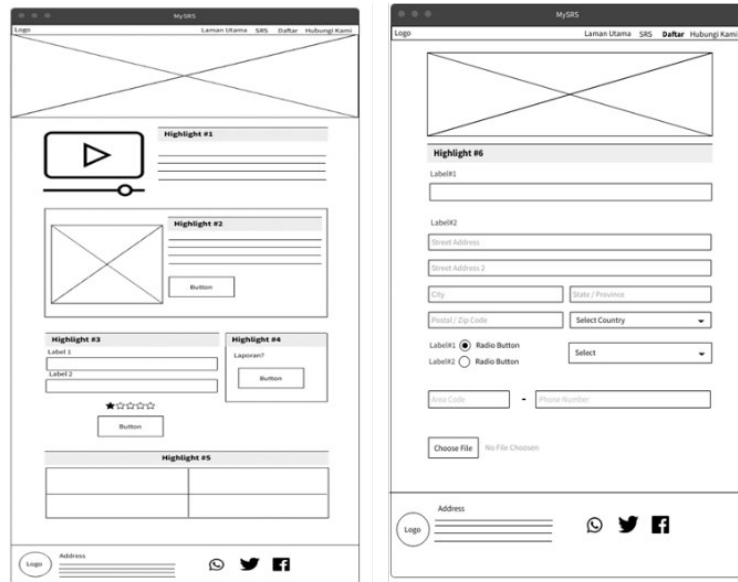 MySRS
Logo
Laman Utama SRS Daftar Hubungi Kami
Highlight #1
Highlight #2
Button
Highlight #3
Label 1
Label 2
Button
Highlight #4
Laporan?
Button
Highlight #5
Logo
Address
MySRS
Logo
Laman Utama SRS Daftar Hubungi Kami
Highlight #6
Label#1
Label#2
Street Address
Street Address 2
City State / Province
Postal / Zip Code Select Country
Label#1 Radio Button
Label#2 Radio Button
Select
Area Code - Phone Number
Choose File No File Choosen
Logo
Address